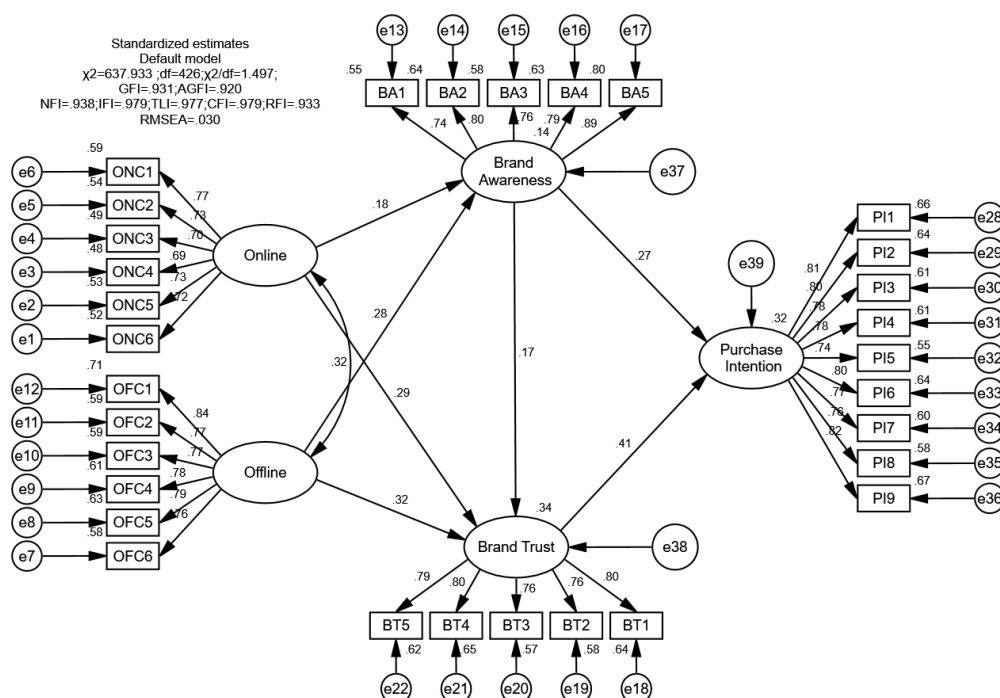 Standardized estimates
Default model
χ2=637.933 ;df=426;χ2/df=1.497;
GFI=.931;AGFI=.920
NFI=.938;IFI=.979;TLI=.977;CFI=.979;RFI=.933
RMSEA=.030
e13 e14 e15 e16 e17
.55 .64 .58 .63 .80
BA1 BA2 BA3 BA4 BA5
.74 .80 .76 .79 .89
.14
Brand
Awareness
e37
.59
e6 ONC1
.54
e5 ONC2
.49
e4 ONC3
.48
e3 ONC4
.53
e2 ONC5
.52
e1 ONC6
.77
.73
.70
.69
.73
.72
Online
.18
.28
.32
.29
.17
.27
.71
e12 OFC1
.59
e11 OFC2
.59
e10 OFC3
.61
e9 OFC4
.63
e8 OFC5
.58
e7 OFC6
.84
.77
.77
.78
.79
.76
Offline
.32
.41
e39
.32
Purchase
Intention
.81
.80
.78
.78
.74
.80
.77
.76
.82
PI1 .66 e28
PI2 .64 e29
PI3 .61 e30
PI4 .61 e31
PI5 .55 e32
PI6 .64 e33
PI7 .60 e34
PI8 .58 e35
PI9 .67 e36
.34
Brand Trust
e38
.79 .80 .76 .76 .80
BT5 BT4 BT3 BT2 BT1
.62 .65 .57 .58 .64
e22 e21 e20 e19 e18